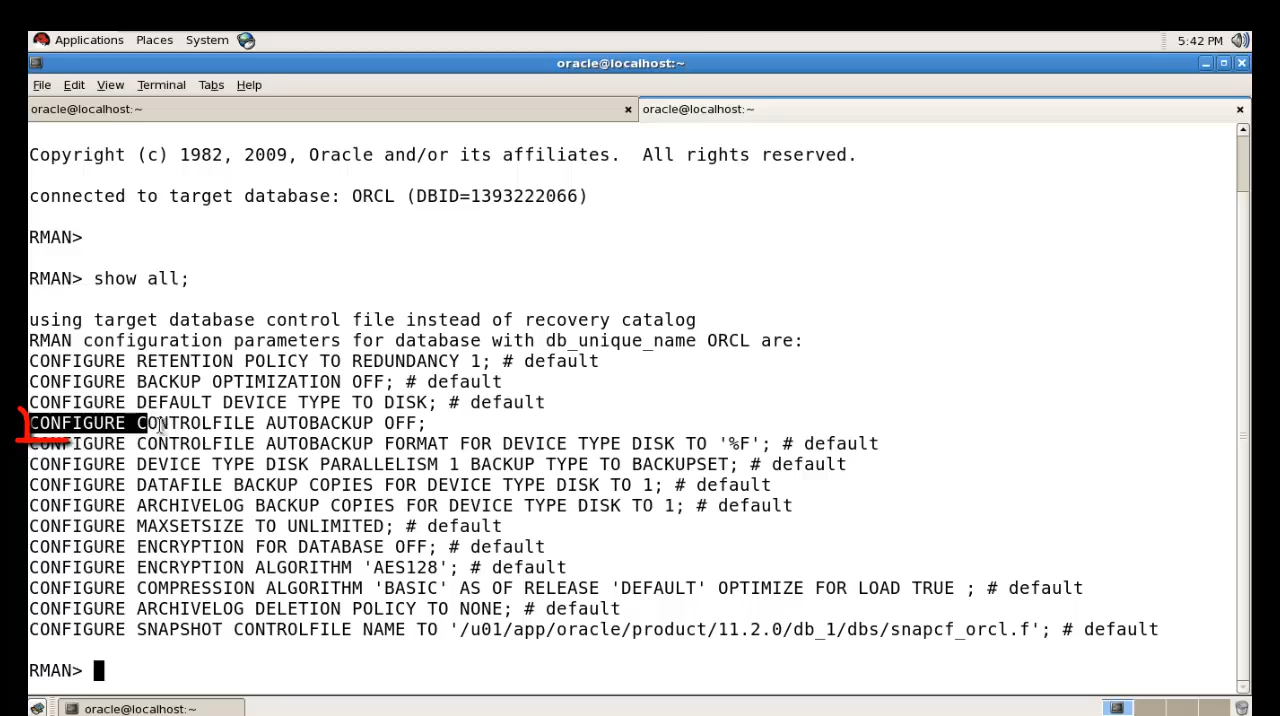 Applications Places System 5:42 PM
oracle@localhost:~
File Edit View Terminal Tabs Help
oracle@localhost:~ oracle@localhost:~
Copyright (c) 1982, 2009, Oracle and/or its affiliates.  All rights reserved.
connected to target database: ORCL (DBID=1393222066)
RMAN>
RMAN> show all;
using target database control file instead of recovery catalog
RMAN configuration parameters for database with db_unique_name ORCL are:
CONFIGURE RETENTION POLICY TO REDUNDANCY 1; # default
CONFIGURE BACKUP OPTIMIZATION OFF; # default
CONFIGURE DEFAULT DEVICE TYPE TO DISK; # default
CONFIGURE CONTROLFILE AUTOBACKUP OFF;
CONFIGURE CONTROLFILE AUTOBACKUP FORMAT FOR DEVICE TYPE DISK TO '%F'; # default
CONFIGURE DEVICE TYPE DISK PARALLELISM 1 BACKUP TYPE TO BACKUPSET; # default
CONFIGURE DATAFILE BACKUP COPIES FOR DEVICE TYPE DISK TO 1; # default
CONFIGURE ARCHIVELOG BACKUP COPIES FOR DEVICE TYPE DISK TO 1; # default
CONFIGURE MAXSETSIZE TO UNLIMITED; # default
CONFIGURE ENCRYPTION FOR DATABASE OFF; # default
CONFIGURE ENCRYPTION ALGORITHM 'AES128'; # default
CONFIGURE COMPRESSION ALGORITHM 'BASIC' AS OF RELEASE 'DEFAULT' OPTIMIZE FOR LOAD TRUE ; # default
CONFIGURE ARCHIVELOG DELETION POLICY TO NONE; # default
CONFIGURE SNAPSHOT CONTROLFILE NAME TO '/u01/app/oracle/product/11.2.0/db_1/dbs/snapcf_orcl.f'; # default
RMAN>
oracle@localhost:~